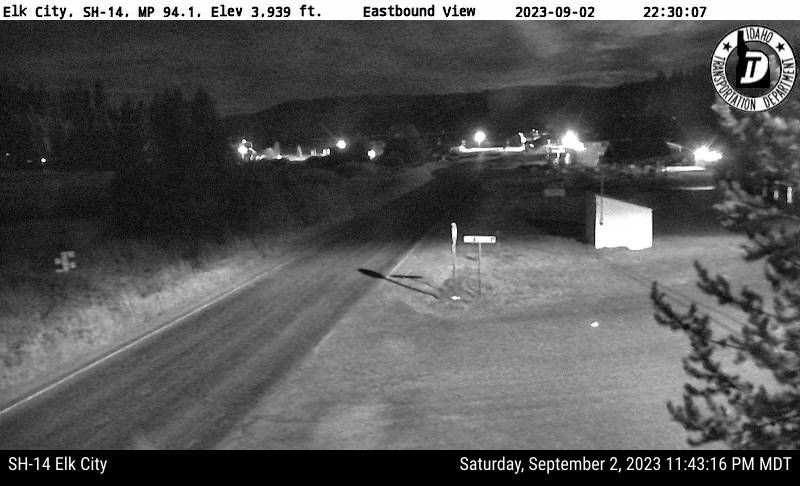 Elk City, SH-14, MP 94.1, Elev 3,939 ft. Eastbound View 2023-09-02 22:30:07
IDAHO
TRANSPORTATION DEPARTMENT
SH-14 Elk City Saturday, September 2, 2023 11:43:16 PM MDT